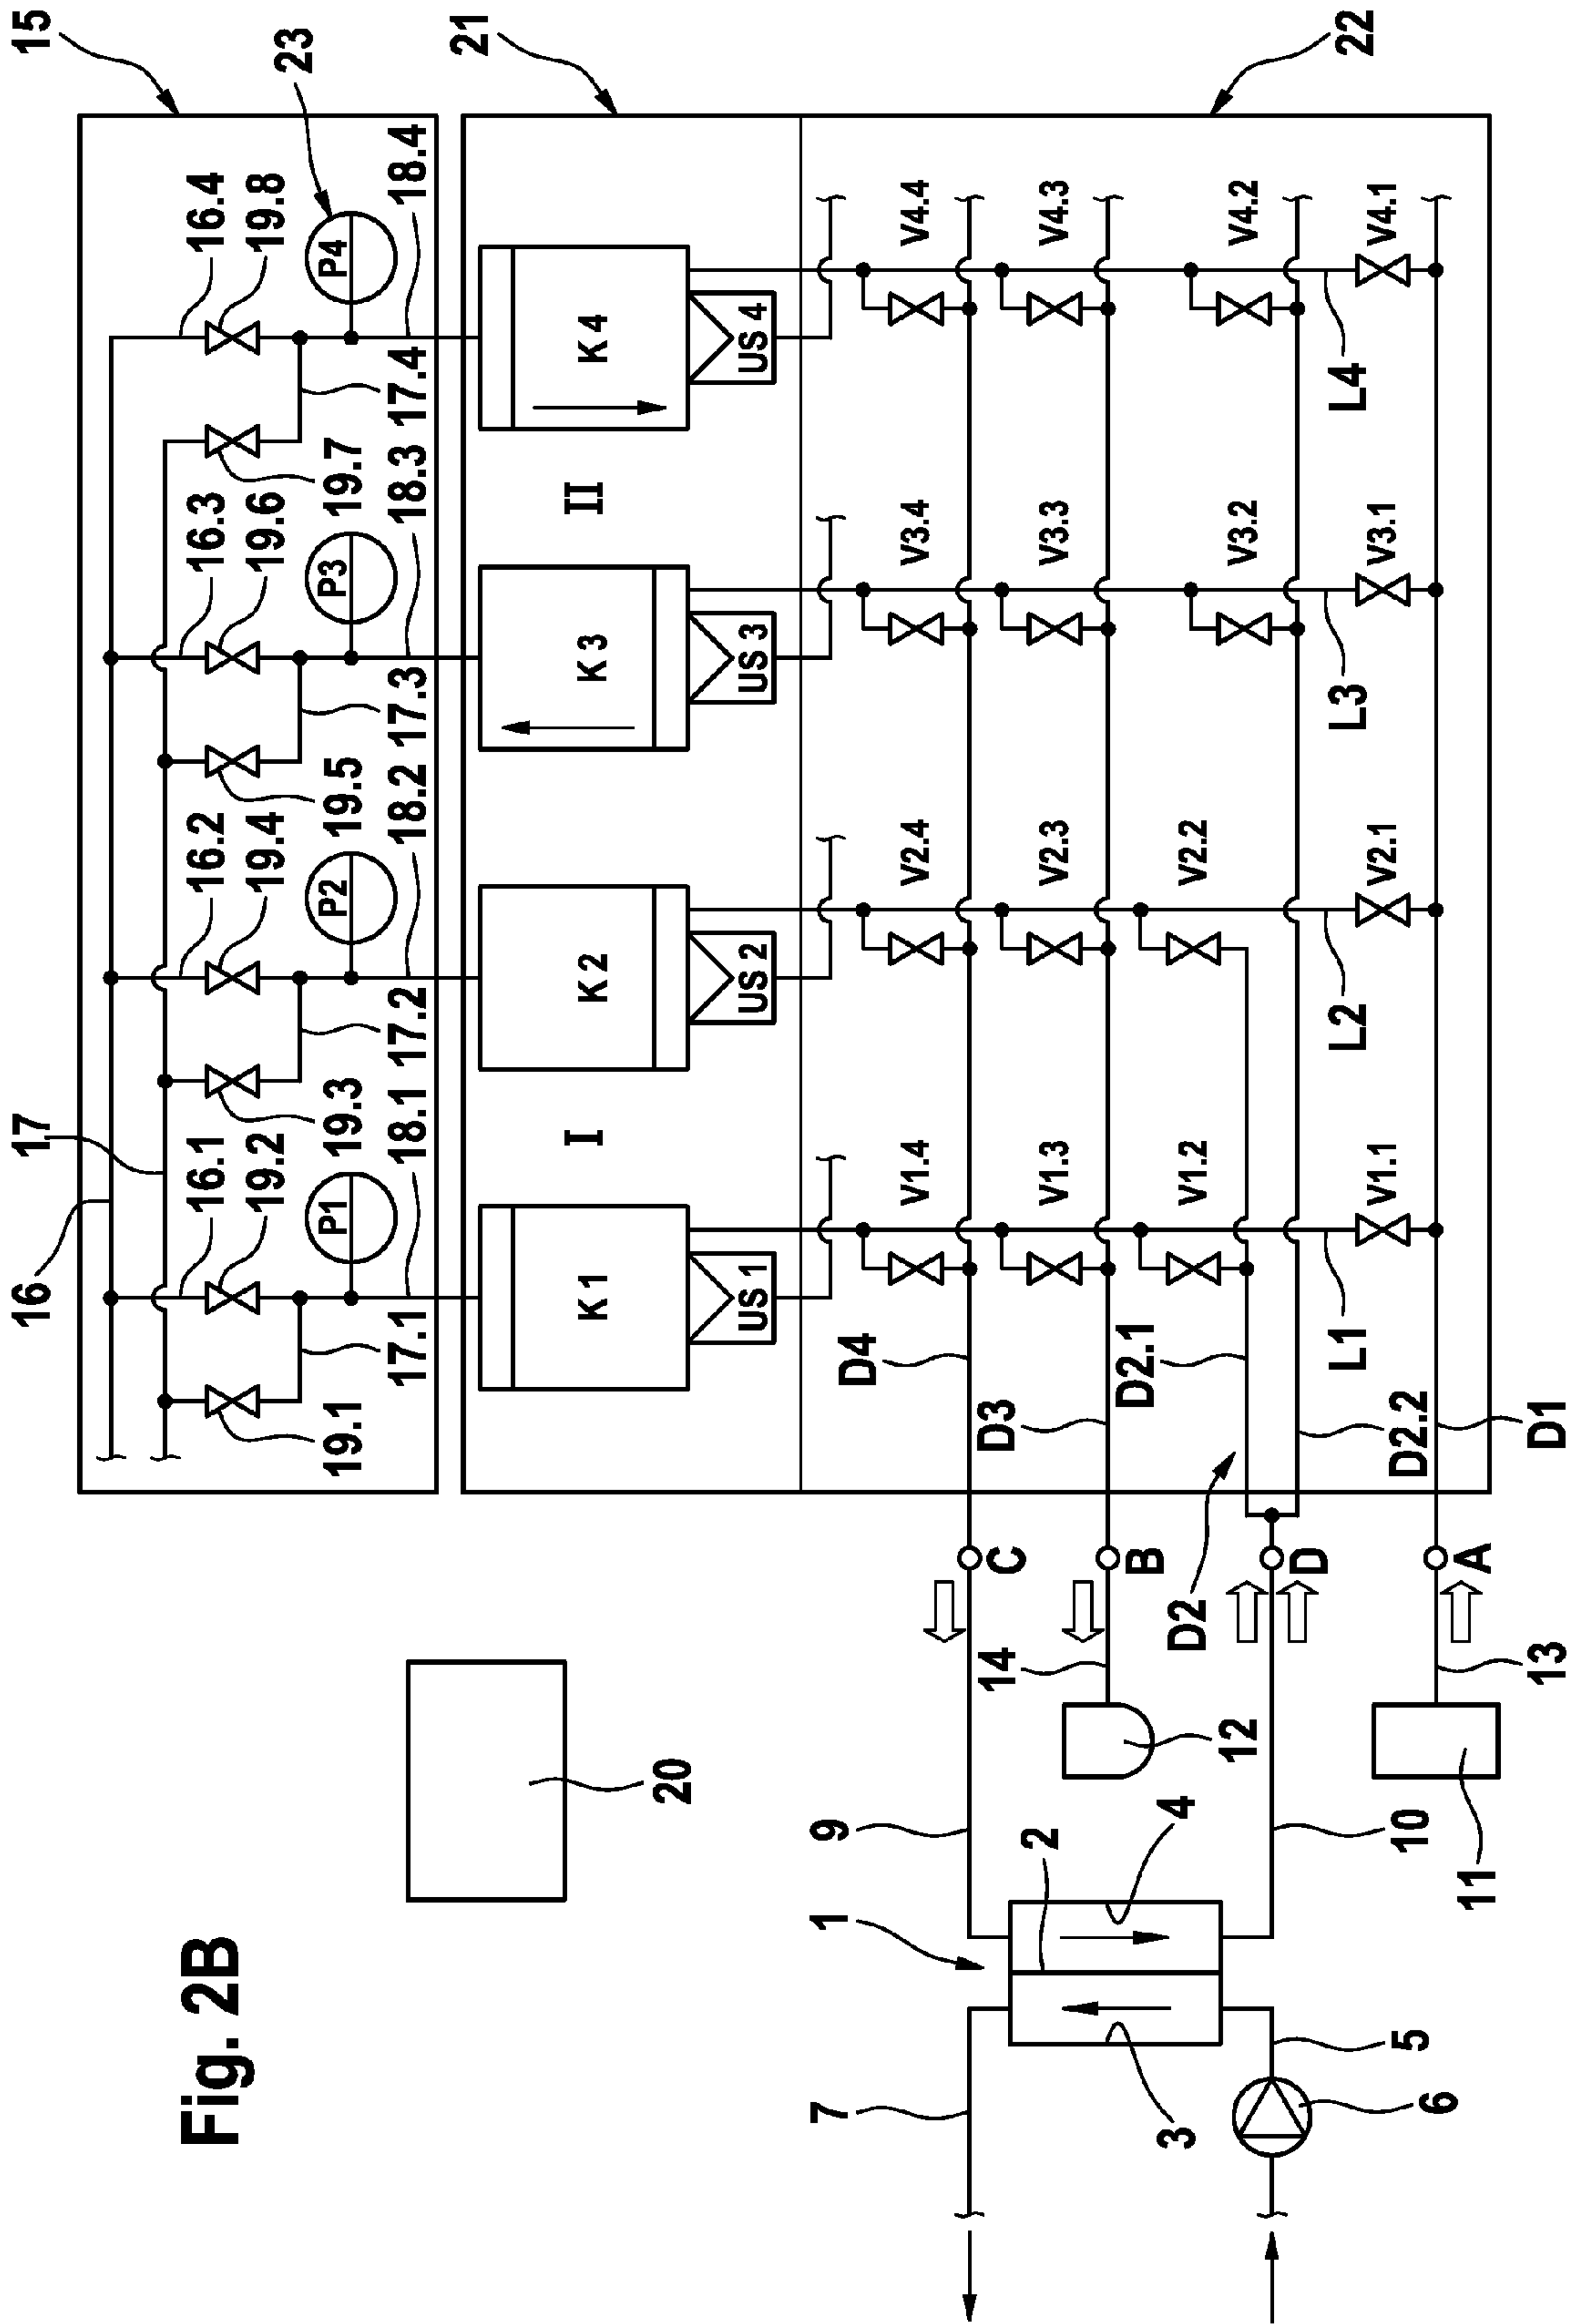 Fig. 2B
15
16
17
23
16.1
16.2
16.3
16.4
19.2
19.4
19.6
19.8
19.1
19.3
19.5
19.7
P1
P2
P3
P4
17.1
17.2
17.3
17.4
18.1
18.2
18.3
18.4
21
I
II
K 1
K 2
K 3
K 4
US 1
US 2
US 3
US 4
20
22
D4
V1.4
V2.4
V3.4
V4.4
D3
V1.3
V2.3
V3.3
V4.3
D2.1
V1.2
V2.2
V3.2
V4.2
L1
L2
L3
L4
D2.2
V1.1
V2.1
V3.1
V4.1
D1
C
B
D
A
D2
14
12
13
11
9
10
1
2
4
3
7
5
6